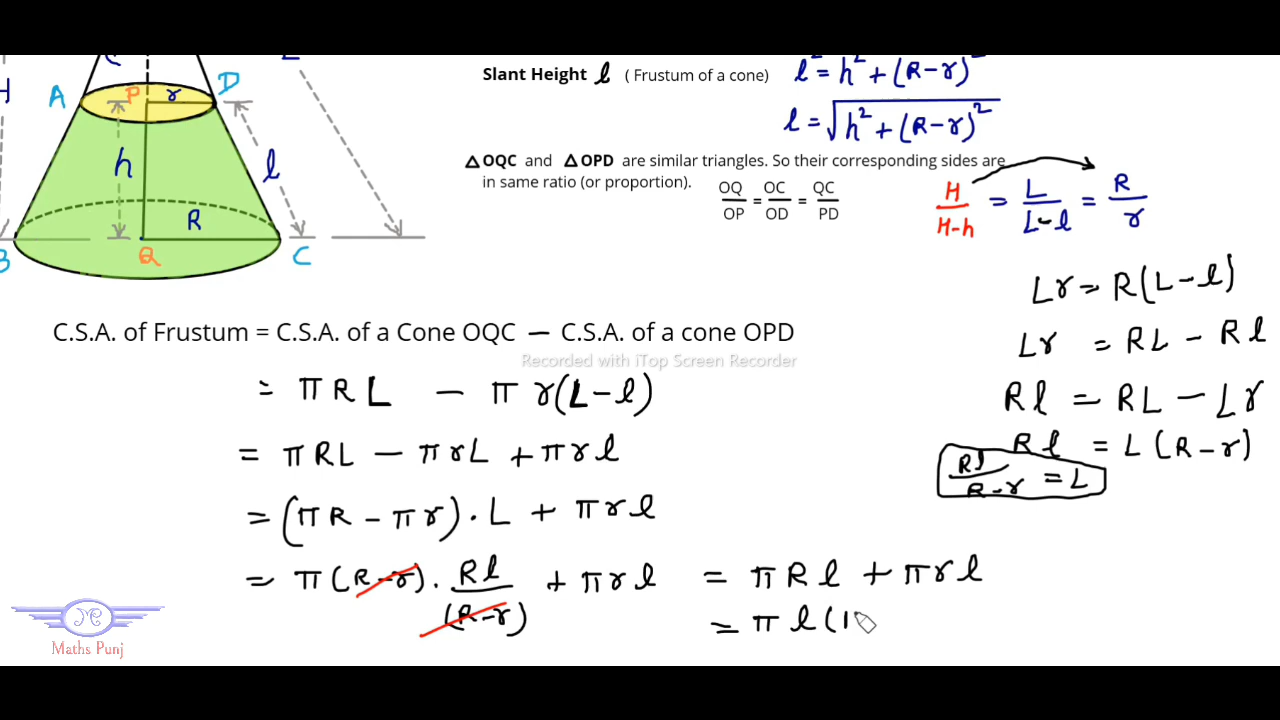 H
A P r D
h l
R
B Q C
Slant Height l ( Frustum of a cone) l² = h² + (R-r)²
l = √h² + (R-r)²
△OQC and △OPD are similar triangles. So their corresponding sides are
in same ratio (or proportion). OQ/OP = OC/OD = QC/PD
H/H-h = L/L-l = R/r
Lr = R(L-l)
Lr = RL - Rl
Rl = RL - Lr
Rl = L(R-r)
Rl/R-r = L
C.S.A. of Frustum = C.S.A. of a Cone OQC — C.S.A. of a cone OPD
Recorded with iTop Screen Recorder
= πRL - πr(L-l)
= πRL - πrL + πrl
= (πR - πr).L + πrl
= π(R-r). Rl/(R-r) + πrl = πRl + πrl
= πl(
Maths Punj